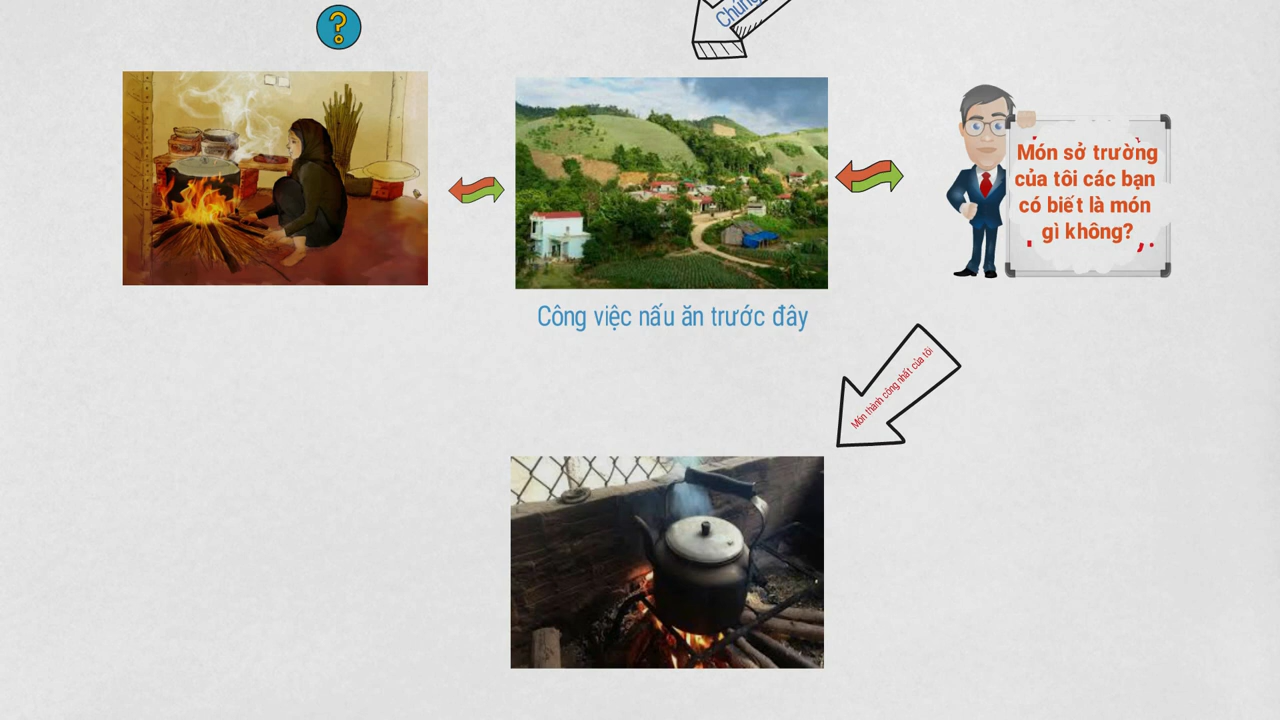 Món sở trường
của tôi các bạn
có biết là món
gì không?
Công việc nấu ăn trước đây
Món thành công nhất của tôi